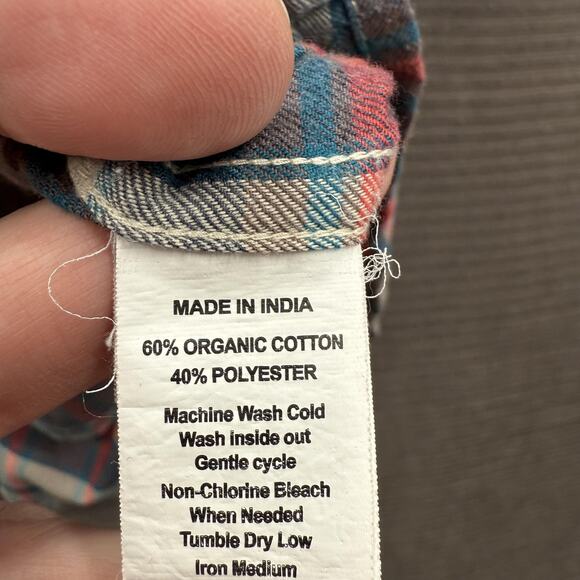 MADE IN INDIA
60% ORGANIC COTTON
40% POLYESTER
Machine Wash Cold
Wash inside out
Gentle cycle
Non-Chlorine Bleach
When Needed
Tumble Dry Low
Iron Medium